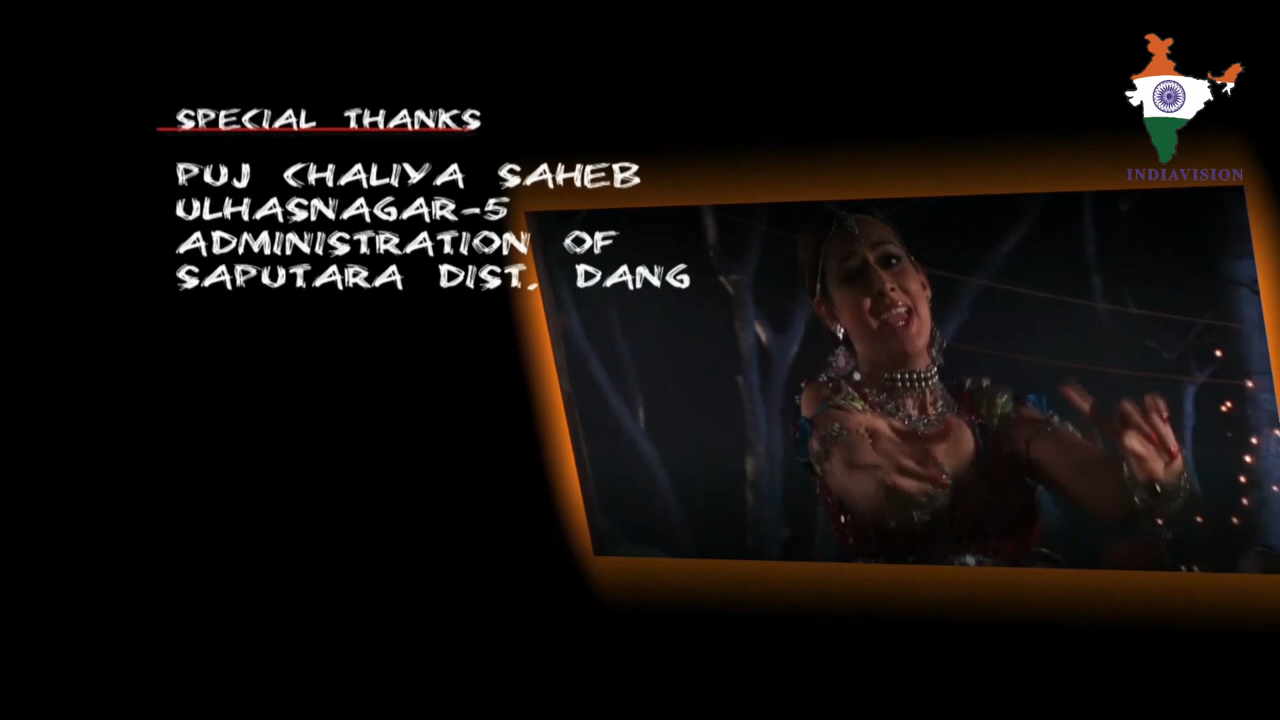 SPECIAL THANKS
PUJ CHALIYA SAHEB
ULHASNAGAR-5
ADMINISTRATION OF
SAPUTARA DIST. DANG
INDIAVISION